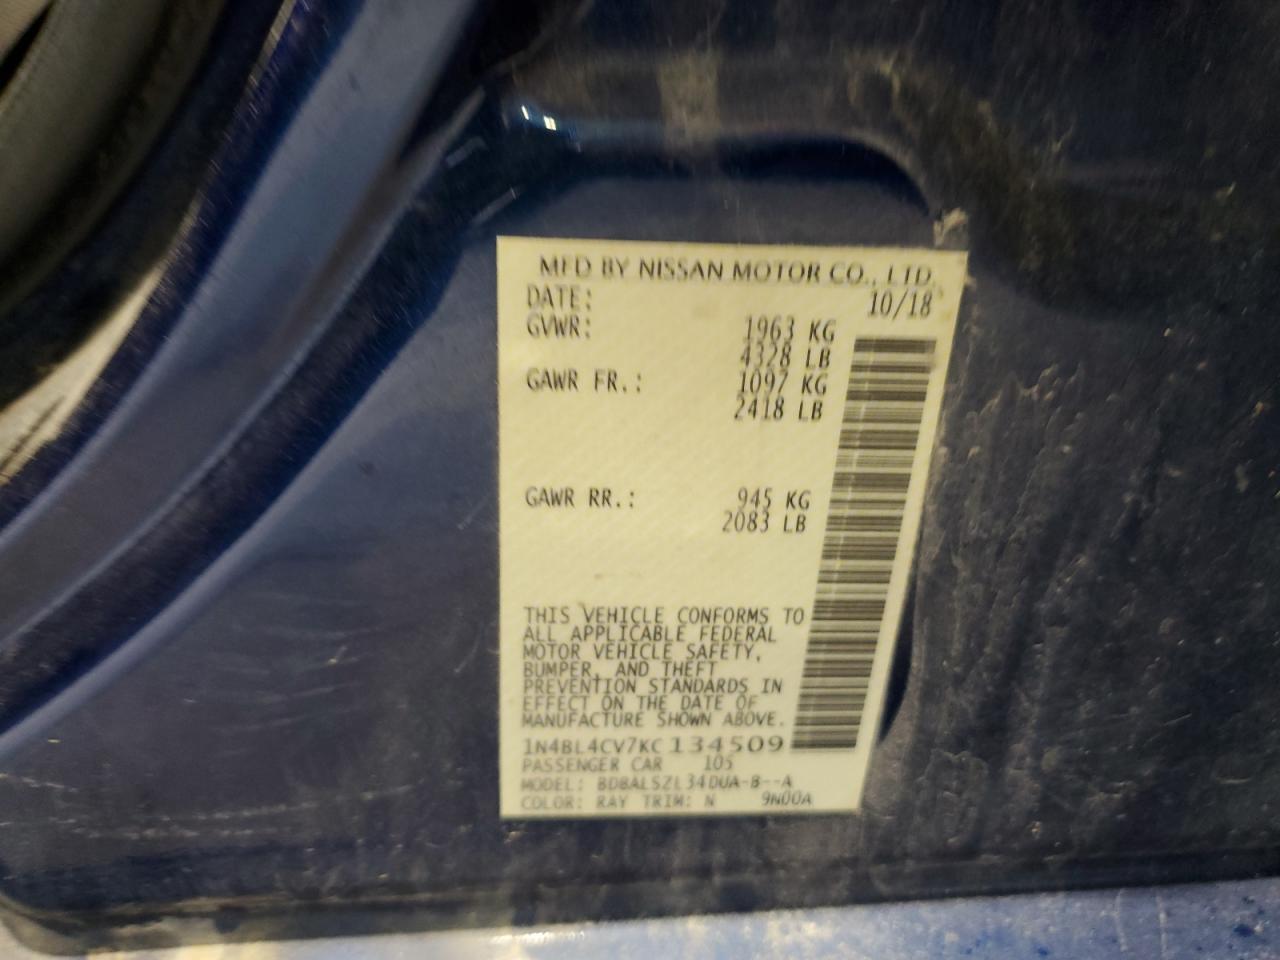 MFD BY NISSAN MOTOR CO., LTD.
DATE: 10/18
GVWR: 1963 KG
4328 LB
GAWR FR.: 1097 KG
2418 LB
GAWR RR.: 945 KG
2083 LB
THIS VEHICLE CONFORMS TO
ALL APPLICABLE FEDERAL
MOTOR VEHICLE SAFETY,
BUMPER, AND THEFT
PREVENTION STANDARDS IN
EFFECT ON THE DATE OF
MANUFACTURE SHOWN ABOVE.
1N4BL4CV7KC134509
PASSENGER CAR 105
MODEL: BDBALSZL34DUA-B--A
COLOR: RAY TRIM: N 9N00A